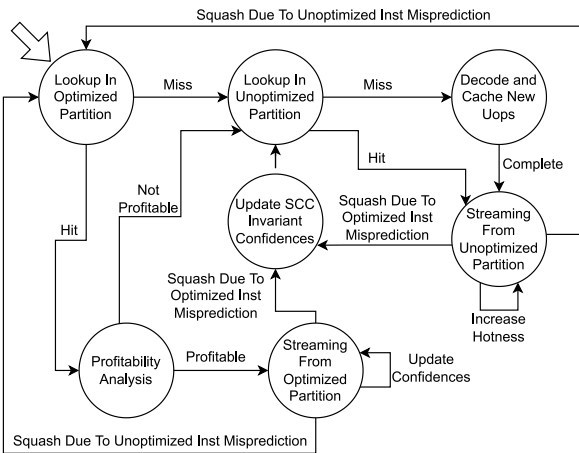 Squash Due To Unoptimized Inst Misprediction
Lookup In
Optimized
Partition
Miss
Lookup In
Unoptimized
Partition
Miss
Decode and
Cache New
Uops
Hit
Complete
Not
Profitable
Update SCC
Invariant
Confidences
Squash Due To
Optimized Inst
Misprediction
Streaming
From
Unoptimized
Partition
Hit
Squash Due To
Optimized Inst
Misprediction
Increase
Hotness
Profitability
Analysis
Profitable
Streaming
From
Optimized
Partition
Update
Confidences
Squash Due To Unoptimized Inst Misprediction